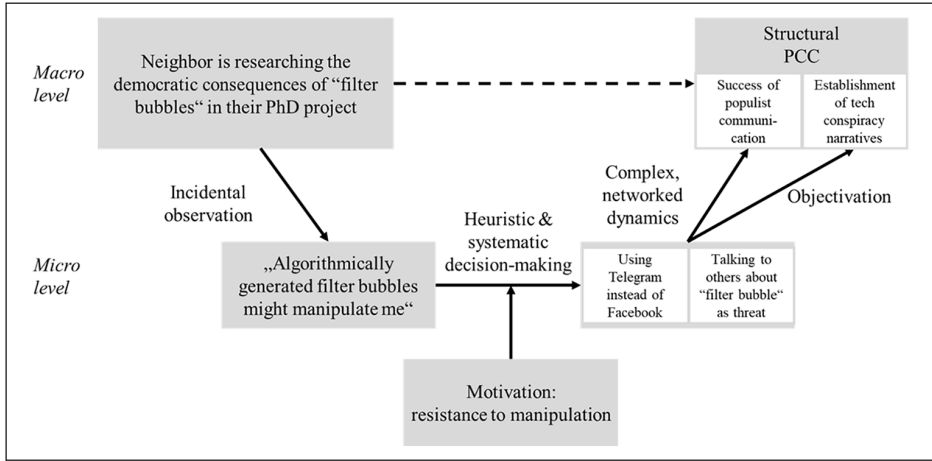 Macro
level
Neighbor is researching the
democratic consequences of “filter
bubbles“ in their PhD project
Structural
PCC
Success of
populist
communi-
cation
Establishment
of tech
conspiracy
narratives
Incidental
observation
Complex,
networked
dynamics
Objectivation
Heuristic &
systematic
decision-making
Micro
level
„Algorithmically
generated filter bubbles
might manipulate me“
Using
Telegram
instead of
Facebook
Talking to
others about
“filter bubble“
as threat
Motivation:
resistance to manipulation